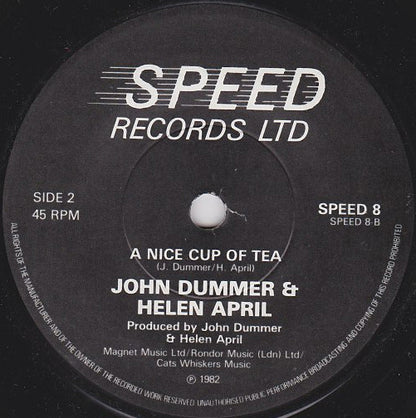 SPEED
RECORDS LTD
SIDE 2
45 RPM
SPEED 8
SPEED 8 B
A NICE CUP OF TEA
(J. Dummer/H. April)
JOHN DUMMER &
HELEN APRIL
Produced by John Dummer
& Helen April
Magnet Music Ltd/Rondor Music (Ldn) Ltd/
Cats Whiskers Music
℗ 1982
ALL RIGHTS OF THE MANUFACTURER AND OF THE OWNER OF THE RECORDED WORK RESERVED. UNAUTHORISED PUBLIC PERFORMANCE BROADCASTING AND COPYING OF THIS RECORD PROHIBITED